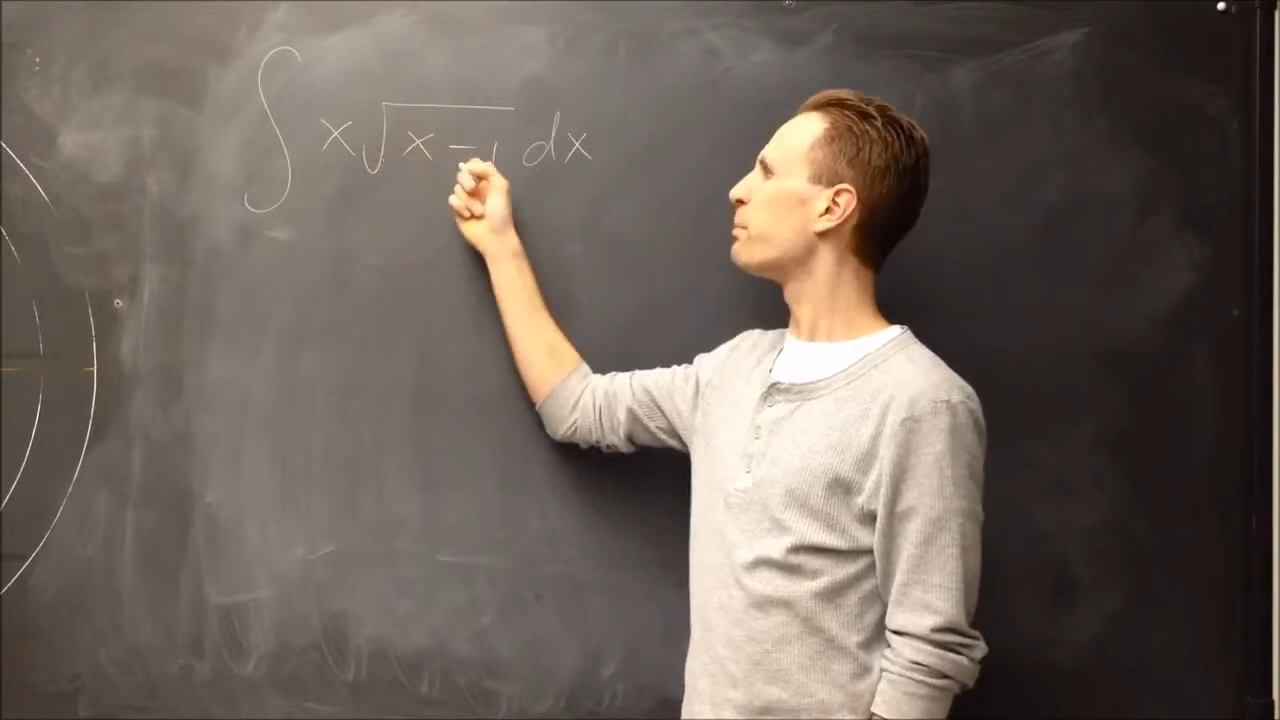 ∫ x√(x-1) dx